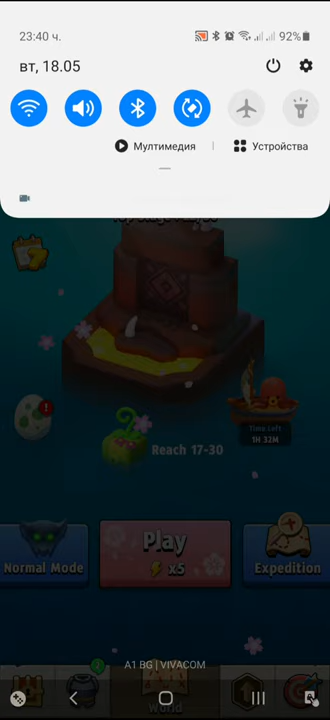 23:40 ч.
92%
вт, 18.05
Мултимедия
Устройства
7
Time Left
1H 32M
Reach 17-30
Normal Mode
Play
x5
Expedition
A1 BG | VIVACOM
World